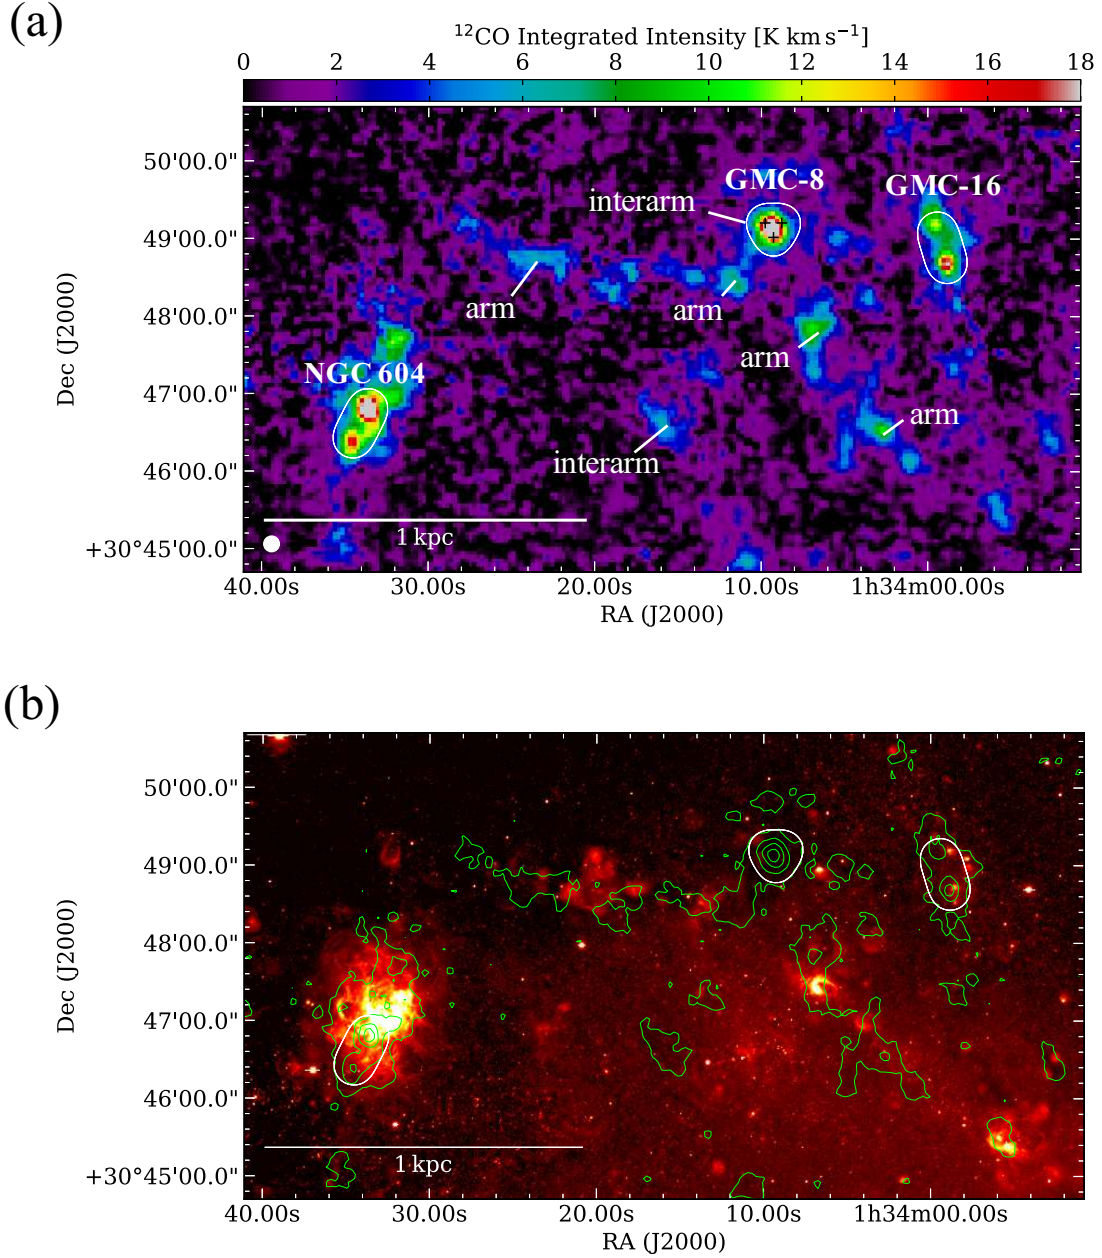 (a)
¹²CO Integrated Intensity [K km s⁻¹]
0 2 4 6 8 10 12 14 16 18
50'00.0"
GMC-8
GMC-16
interarm
49'00.0"
arm
arm
48'00.0"
arm
Dec (J2000)
NGC 604
47'00.0"
arm
interarm
46'00.0"
1 kpc
+30°45'00.0"
40.00s 30.00s 20.00s 10.00s 1h34m00.00s
RA (J2000)
(b)
50'00.0"
49'00.0"
48'00.0"
Dec (J2000)
47'00.0"
46'00.0"
1 kpc
+30°45'00.0"
40.00s 30.00s 20.00s 10.00s 1h34m00.00s
RA (J2000)